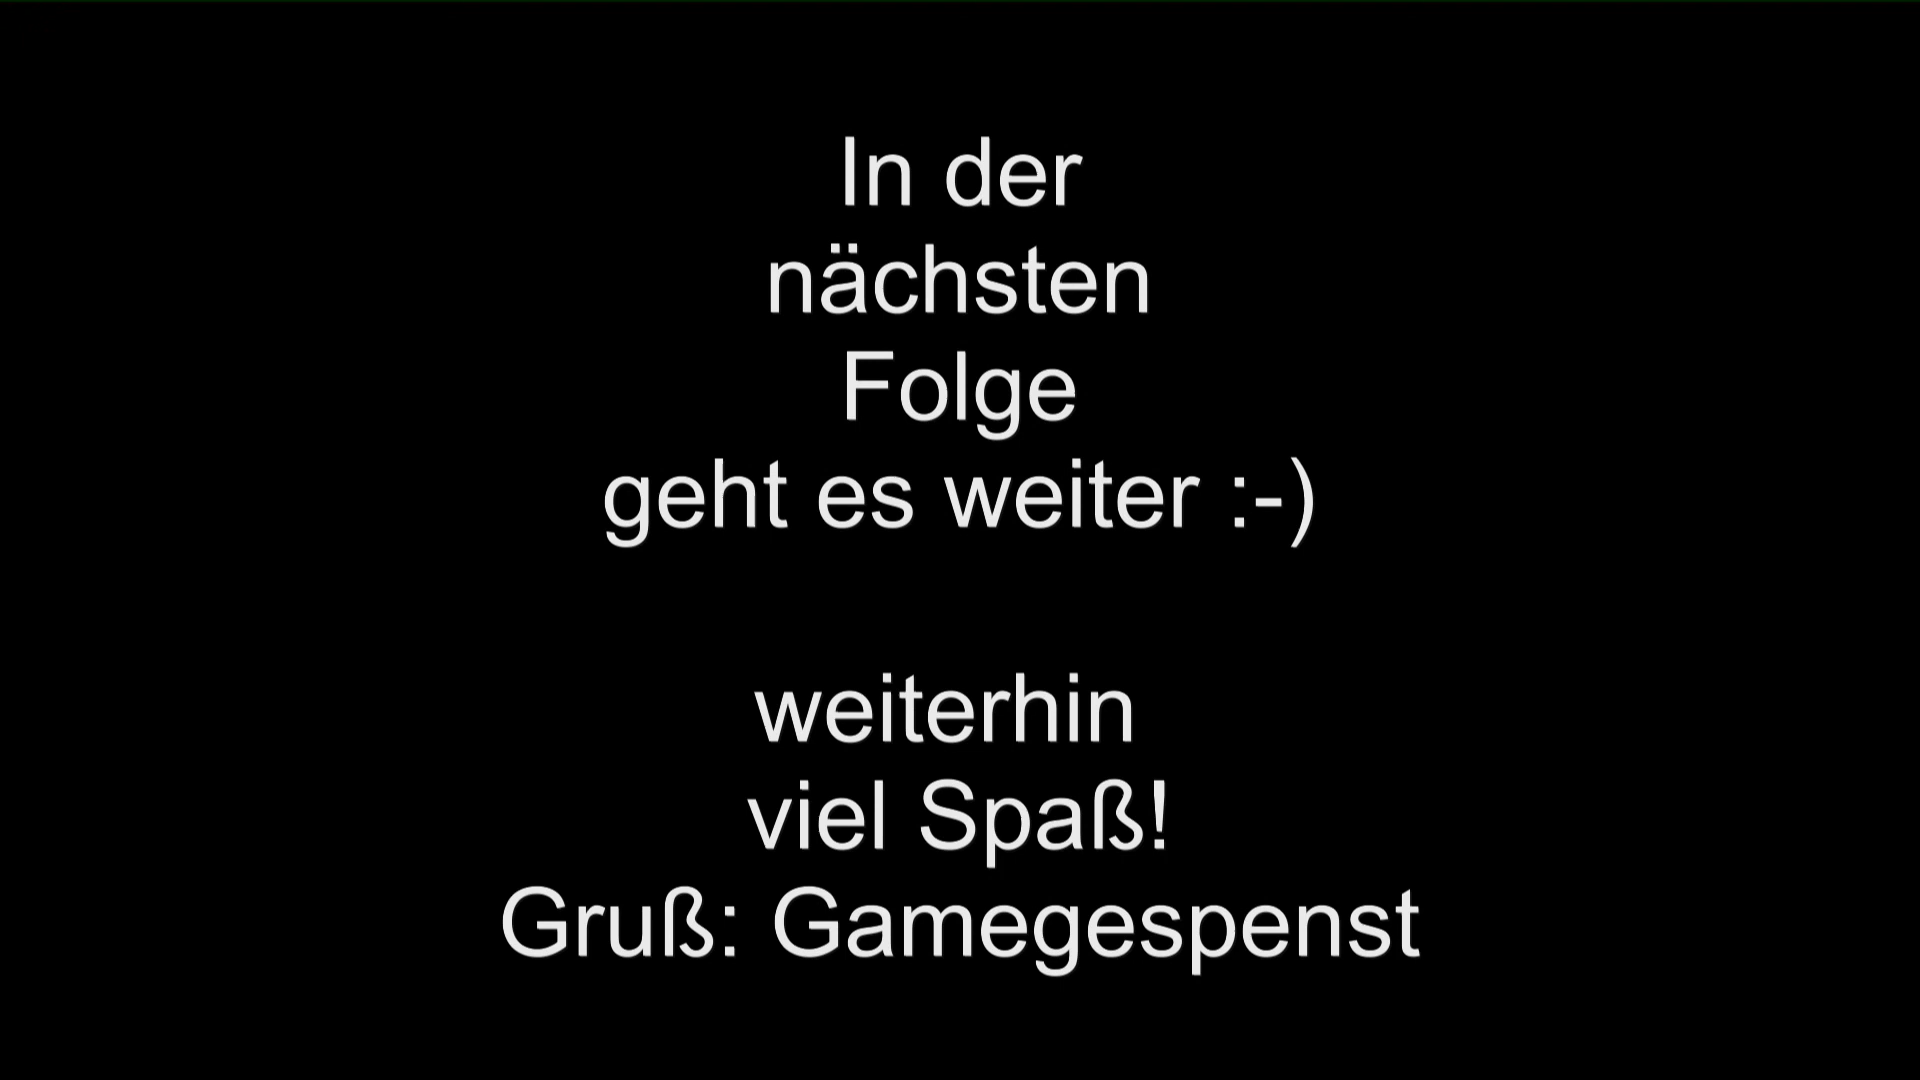 In der
nächsten
Folge
geht es weiter :-)
weiterhin
viel Spaß!
Gruß: Gamegespenst